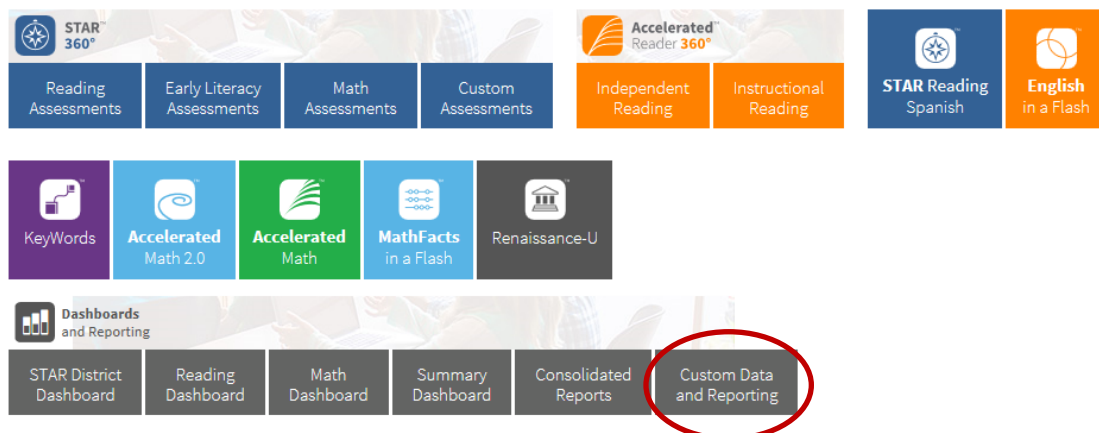 STAR™
360°
Accelerated™
Reader 360°
Reading
Assessments
Early Literacy
Assessments
Math
Assessments
Custom
Assessments
Independent
Reading
Instructional
Reading
STAR Reading
Spanish
English
in a Flash
KeyWords
Accelerated
Math 2.0
Accelerated
Math
MathFacts
in a Flash
Renaissance-U
Dashboards
and Reporting
STAR District
Dashboard
Reading
Dashboard
Math
Dashboard
Summary
Dashboard
Consolidated
Reports
Custom Data
and Reporting